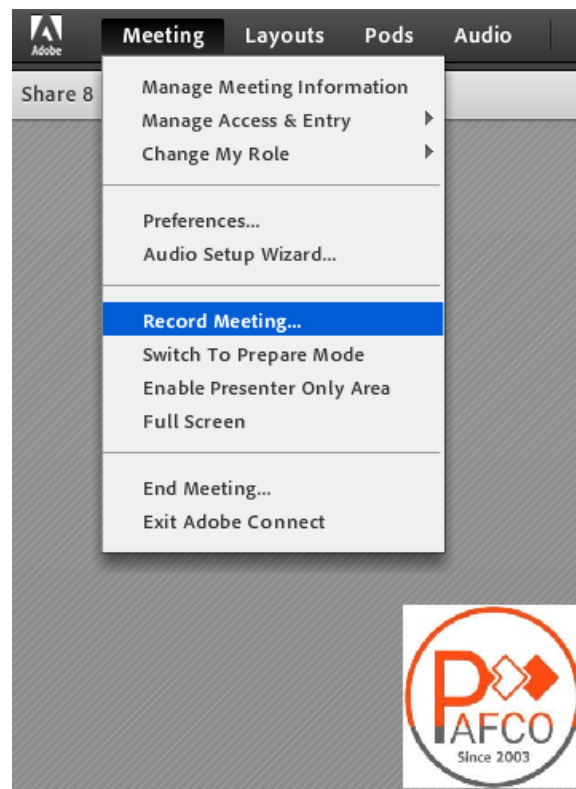 Adobe
Meeting Layouts Pods Audio
Share 8
Manage Meeting Information
Manage Access & Entry
Change My Role
Preferences...
Audio Setup Wizard...
Record Meeting...
Switch To Prepare Mode
Enable Presenter Only Area
Full Screen
End Meeting...
Exit Adobe Connect
PAFCO
Since 2003